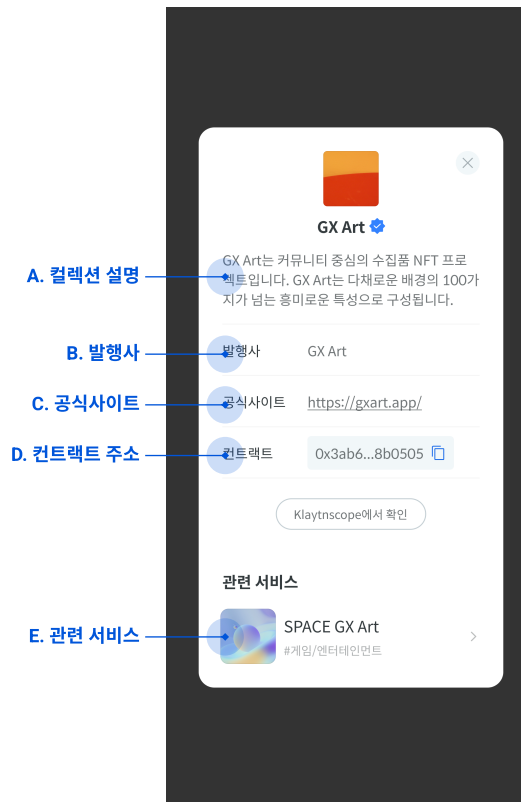 GX Art
GX Art는 커뮤니티 중심의 수집품 NFT 프로
젝트입니다. GX Art는 다채로운 배경의 100가
지가 넘는 흥미로운 특성으로 구성됩니다.
A. 컬렉션 설명
B. 발행사
발행사 GX Art
C. 공식사이트
공식사이트 https://gxart.app/
D. 컨트랙트 주소
컨트랙트 0x3ab6...8b0505
Klaytnscope에서 확인
관련 서비스
E. 관련 서비스
SPACE GX Art
#게임/엔터테인먼트